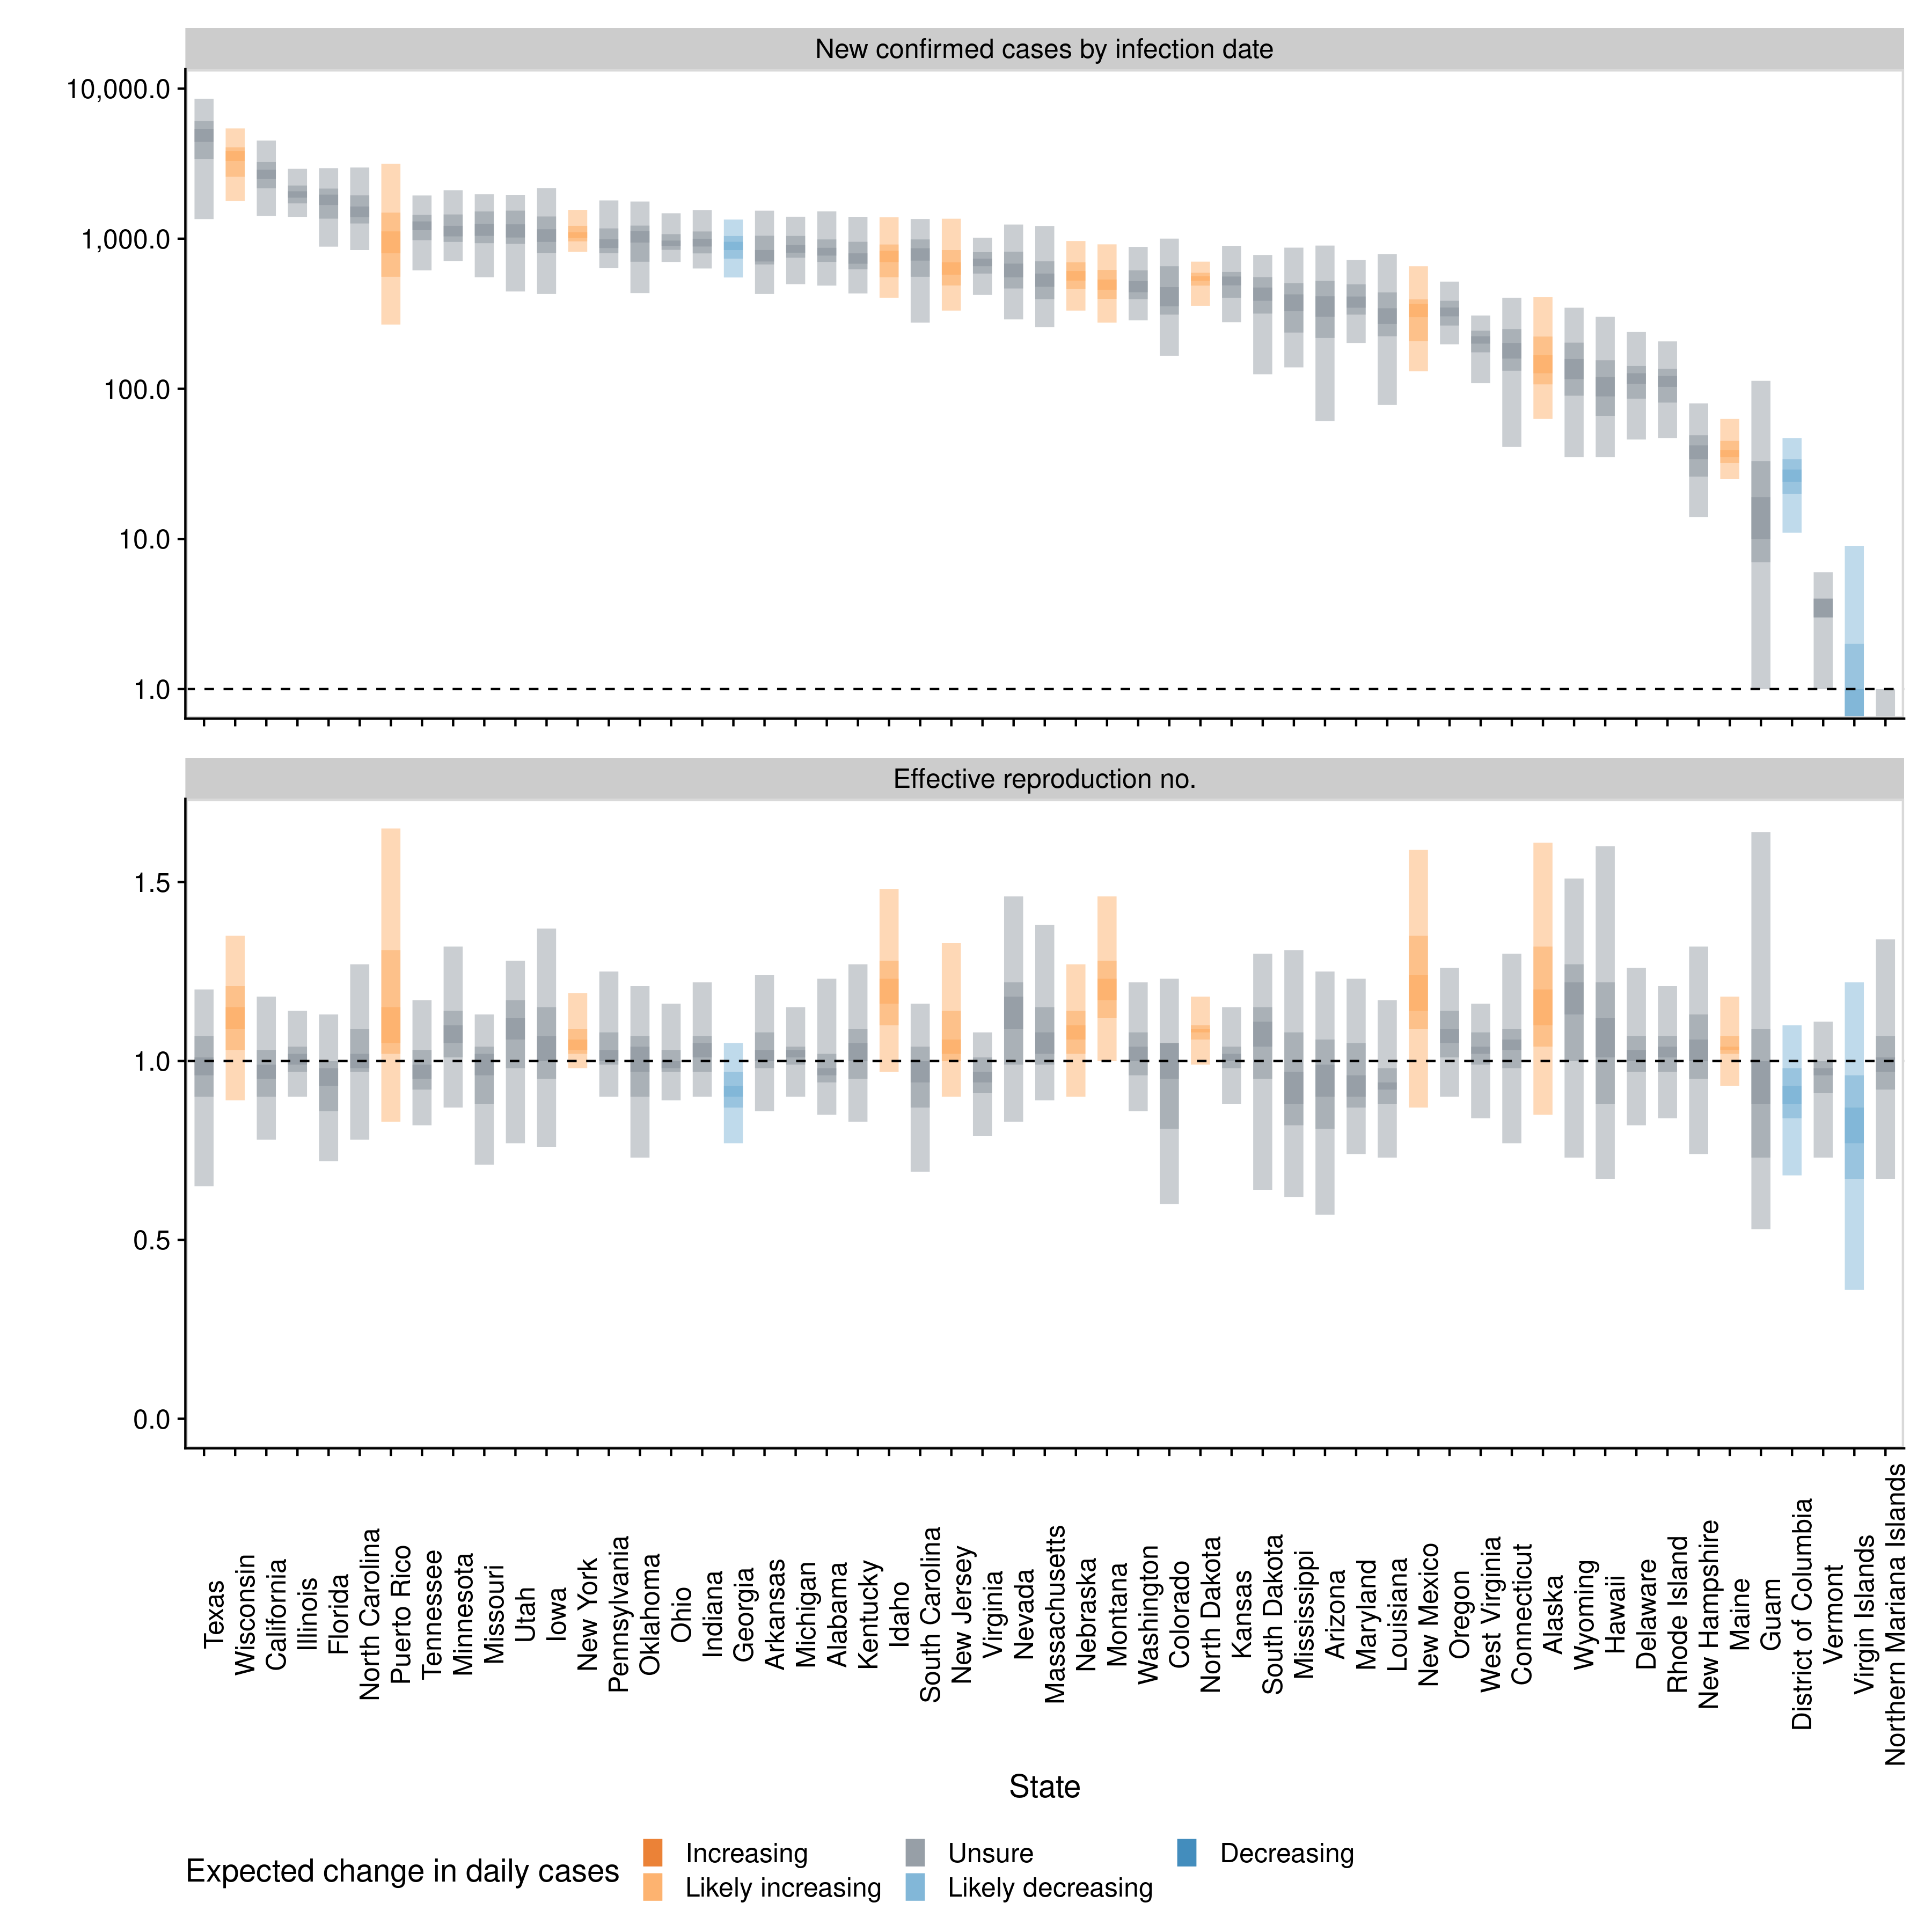 New confirmed cases by infection date
10,000.0
1,000.0
100.0
10.0
1.0
Effective reproduction no.
1.5
1.0
0.5
0.0
Texas
Wisconsin
California
Illinois
Florida
North Carolina
Puerto Rico
Tennessee
Minnesota
Missouri
Utah
Iowa
New York
Pennsylvania
Oklahoma
Ohio
Indiana
Georgia
Arkansas
Michigan
Alabama
Kentucky
Idaho
South Carolina
New Jersey
Virginia
Nevada
Massachusetts
Nebraska
Montana
Washington
Colorado
North Dakota
Kansas
South Dakota
Mississippi
Arizona
Maryland
Louisiana
New Mexico
Oregon
West Virginia
Connecticut
Alaska
Wyoming
Hawaii
Delaware
Rhode Island
New Hampshire
Maine
Guam
District of Columbia
Vermont
Virgin Islands
Northern Mariana Islands
State
Expected change in daily cases
Increasing
Unsure
Decreasing
Likely increasing
Likely decreasing